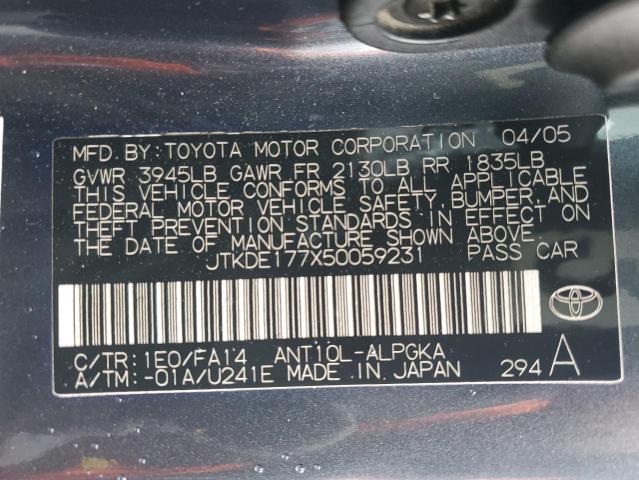 MFD. BY: TOYOTA MOTOR CORPORATION 04/05
GVWR 3945LB GAWR FR 2130LB RR 1835LB
THIS VEHICLE CONFORMS TO ALL APPLICABLE
FEDERAL MOTOR VEHICLE SAFETY, BUMPER, AND
THEFT PREVENTION STANDARDS IN EFFECT ON
THE DATE OF MANUFACTURE SHOWN ABOVE.
JTKDE177X50059231 PASS CAR
C/TR: 1E0/FA14 ANT10L-ALPGKA
A/TM: -01A/U241E MADE IN JAPAN 294 A